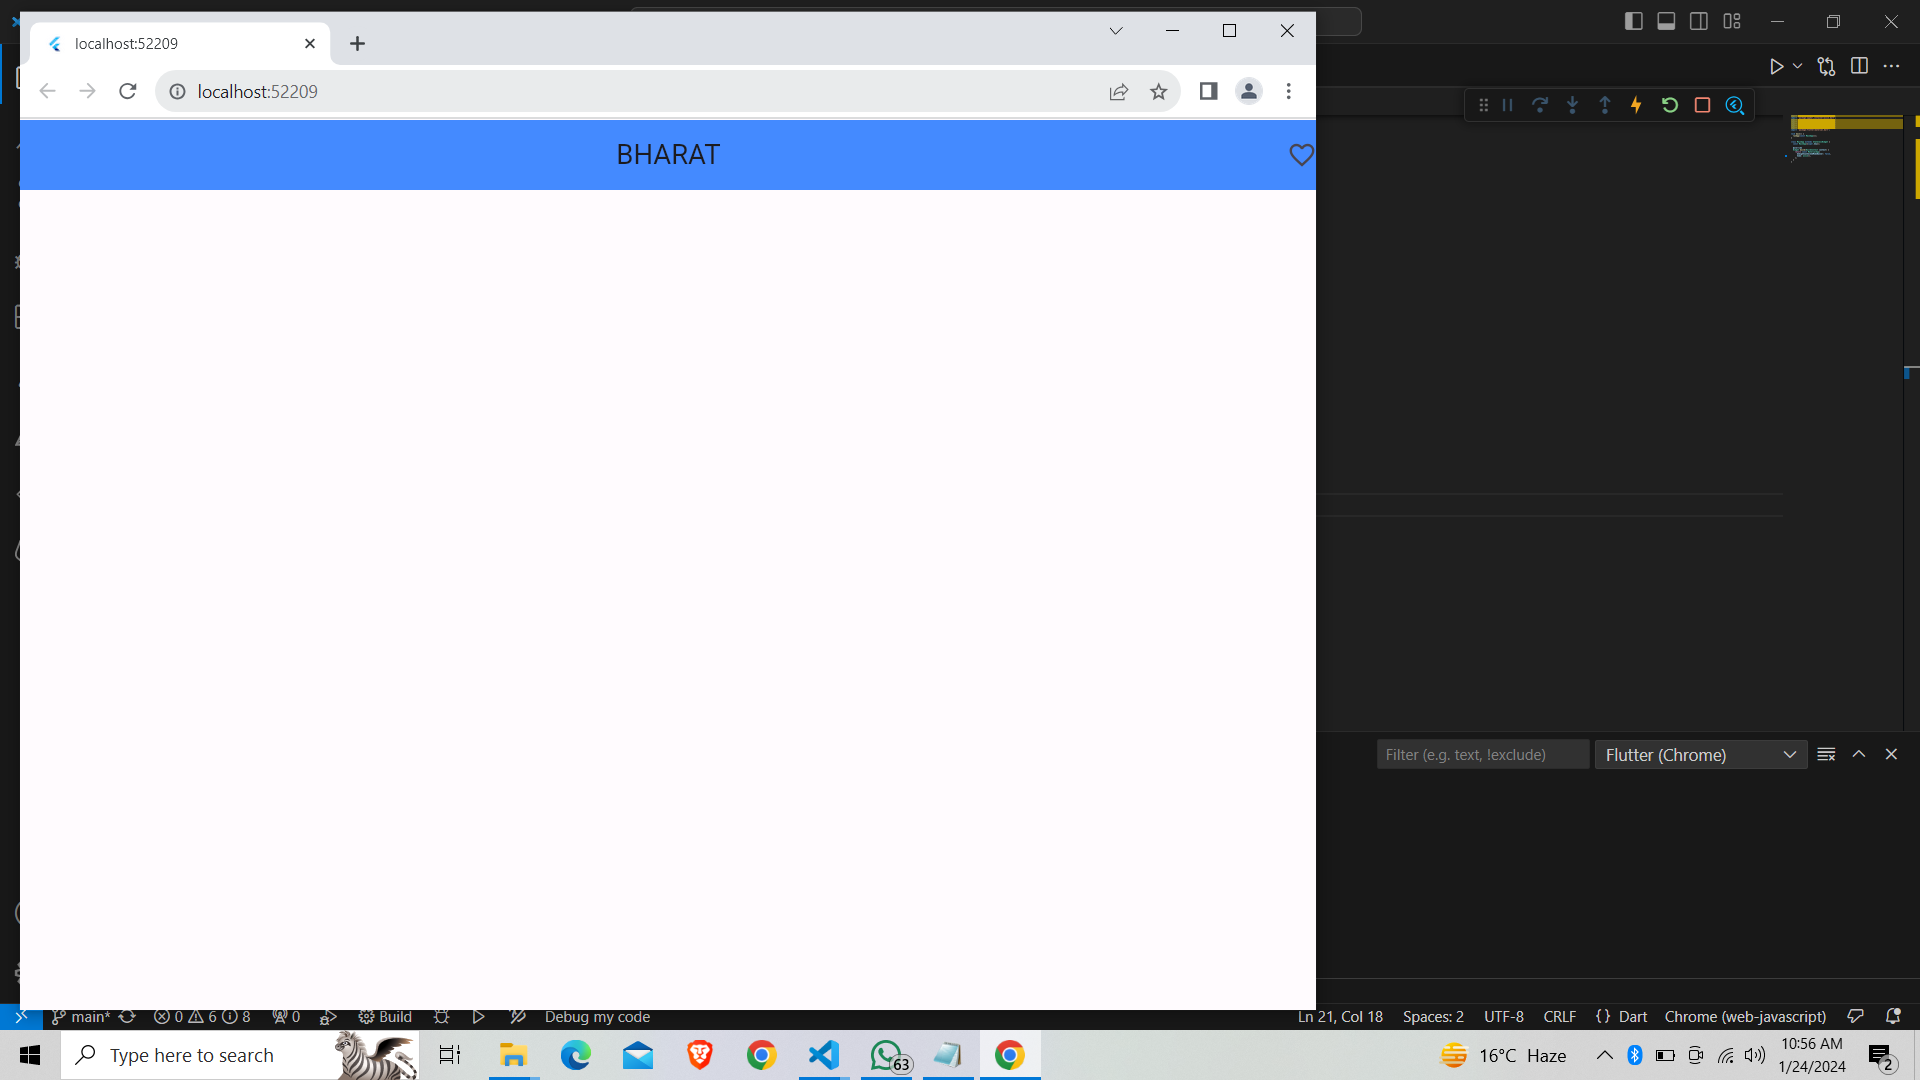 localhost:52209
localhost:52209
BHARAT
Filter (e.g. text, !exclude)
Flutter (Chrome)
main* 0 6 8 0 Build Debug my code Ln 21, Col 18 Spaces: 2 UTF-8 CRLF {} Dart Chrome (web-javascript)
Type here to search
63
16°C Haze
10:56 AM
1/24/2024
2